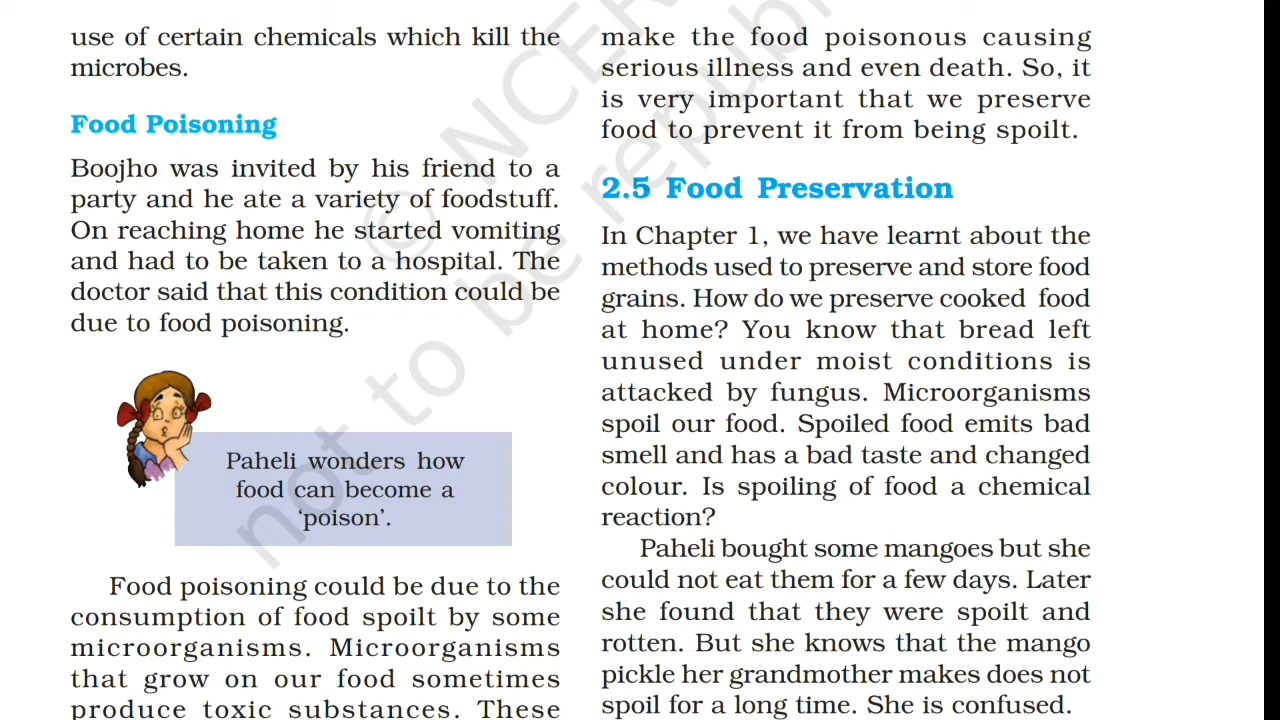 use of certain chemicals which kill the
microbes.
Food Poisoning
Boojho was invited by his friend to a
party and he ate a variety of foodstuff.
On reaching home he started vomiting
and had to be taken to a hospital. The
doctor said that this condition could be
due to food poisoning.
Paheli wonders how
food can become a
‘poison’.
Food poisoning could be due to the
consumption of food spoilt by some
microorganisms. Microorganisms
that grow on our food sometimes
produce toxic substances. These
make the food poisonous causing
serious illness and even death. So, it
is very important that we preserve
food to prevent it from being spoilt.
2.5 Food Preservation
In Chapter 1, we have learnt about the
methods used to preserve and store food
grains. How do we preserve cooked food
at home? You know that bread left
unused under moist conditions is
attacked by fungus. Microorganisms
spoil our food. Spoiled food emits bad
smell and has a bad taste and changed
colour. Is spoiling of food a chemical
reaction?
Paheli bought some mangoes but she
could not eat them for a few days. Later
she found that they were spoilt and
rotten. But she knows that the mango
pickle her grandmother makes does not
spoil for a long time. She is confused.
© NCE
not to be republ